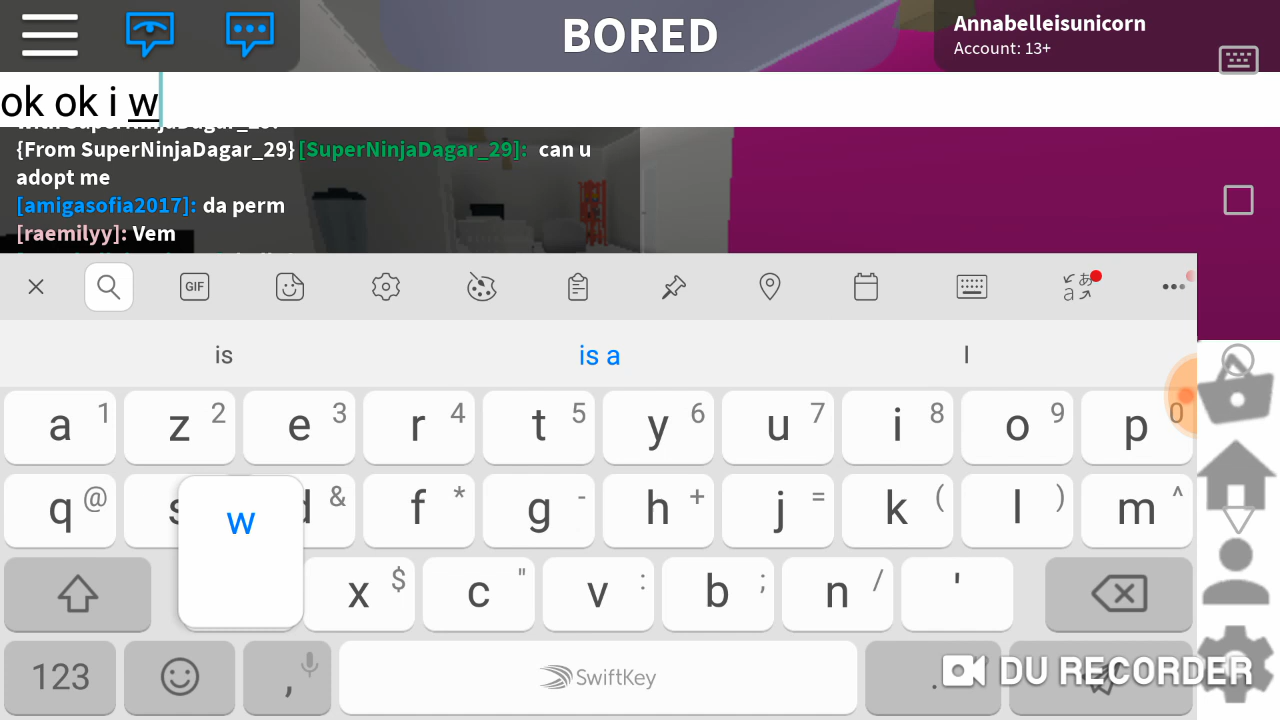 BORED
Annabelleisunicorn
Account: 13+
ok ok i w
{From SuperNinjaDagar_29}[SuperNinjaDagar_29]: can u
adopt me
[amigasofia2017]: da perm
[raemilyy]: Vem
GIF
is is a I
a 1 z 2 e 3 r 4 t 5 y 6 u 7 i 8 o 9 p 0
q @ w & f * g - h + j = k ( l ) m ^
x $ c " v : b ; n / '
123 , SwiftKey .
DU RECORDER